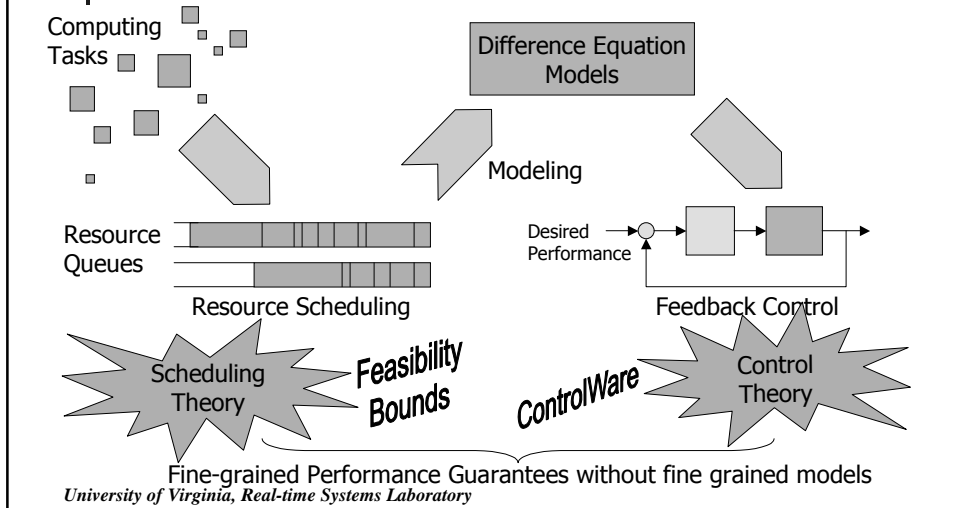 Computing
Tasks
Difference Equation
Models
Modeling
Resource
Queues
Desired
Performance
Resource Scheduling
Feedback Control
Scheduling
Theory
Feasibility
Bounds
ControlWare
Control
Theory
Fine-grained Performance Guarantees without fine grained models
University of Virginia, Real-time Systems Laboratory